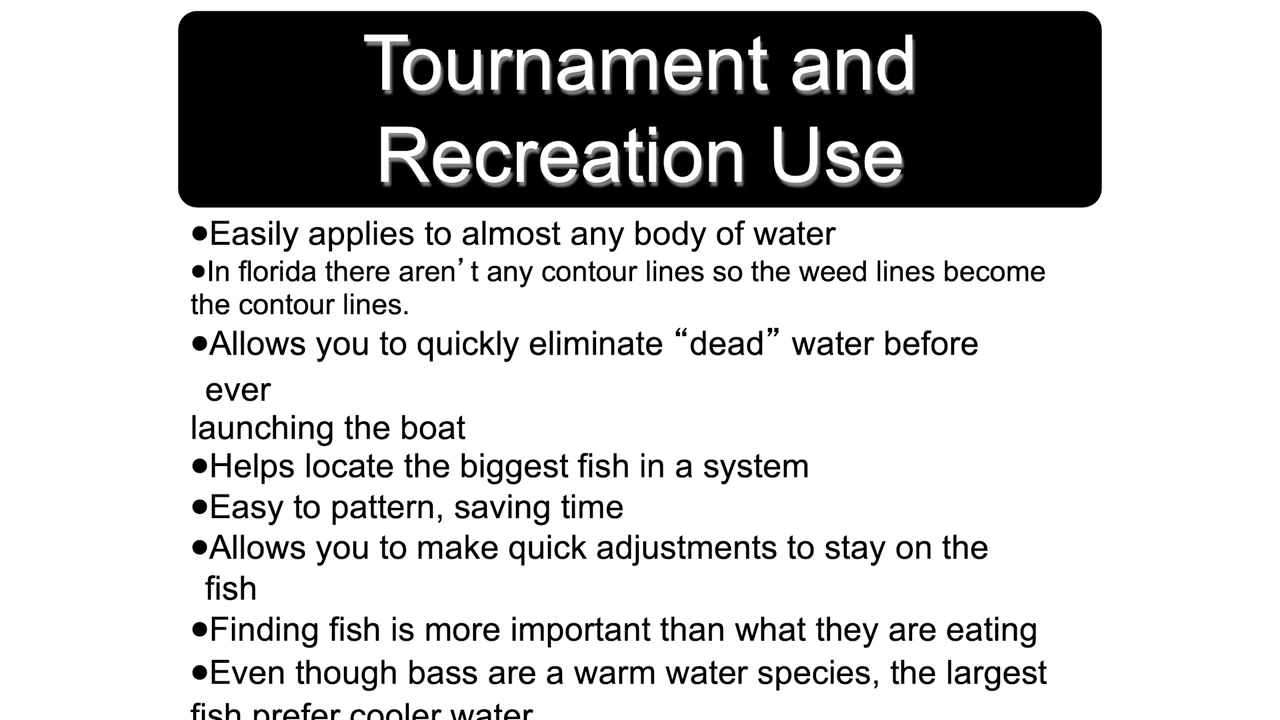 Tournament and
Recreation Use
●Easily applies to almost any body of water
●In florida there aren’t any contour lines so the weed lines become
the contour lines.
●Allows you to quickly eliminate “dead” water before
ever
launching the boat
●Helps locate the biggest fish in a system
●Easy to pattern, saving time
●Allows you to make quick adjustments to stay on the
fish
●Finding fish is more important than what they are eating
●Even though bass are a warm water species, the largest
fish prefer cooler water